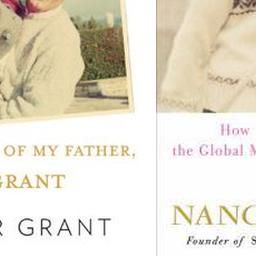 OF MY FATHER,
GRANT
R GRANT
How
the Global M
NANC
Founder of S